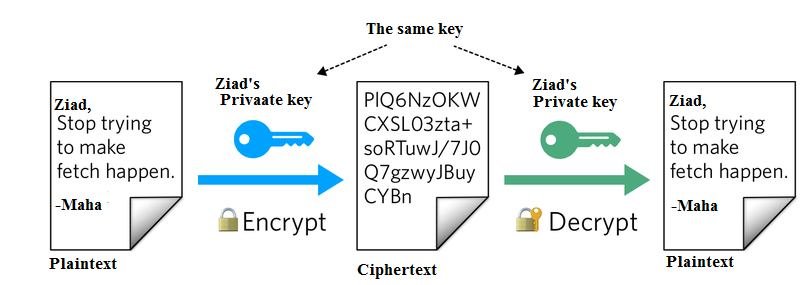 The same key
Ziad,
Stop trying
to make
fetch happen.
-Maha
Plaintext
Ziad's
Privaate key
Encrypt
PIQ6NzOKW
CXSL03zta+
soRTuwJ/7J0
Q7gzwyJBuy
CYBn
Ciphertext
Ziad's
Private key
Decrypt
Ziad,
Stop trying
to make
fetch happen.
-Maha
Plaintext